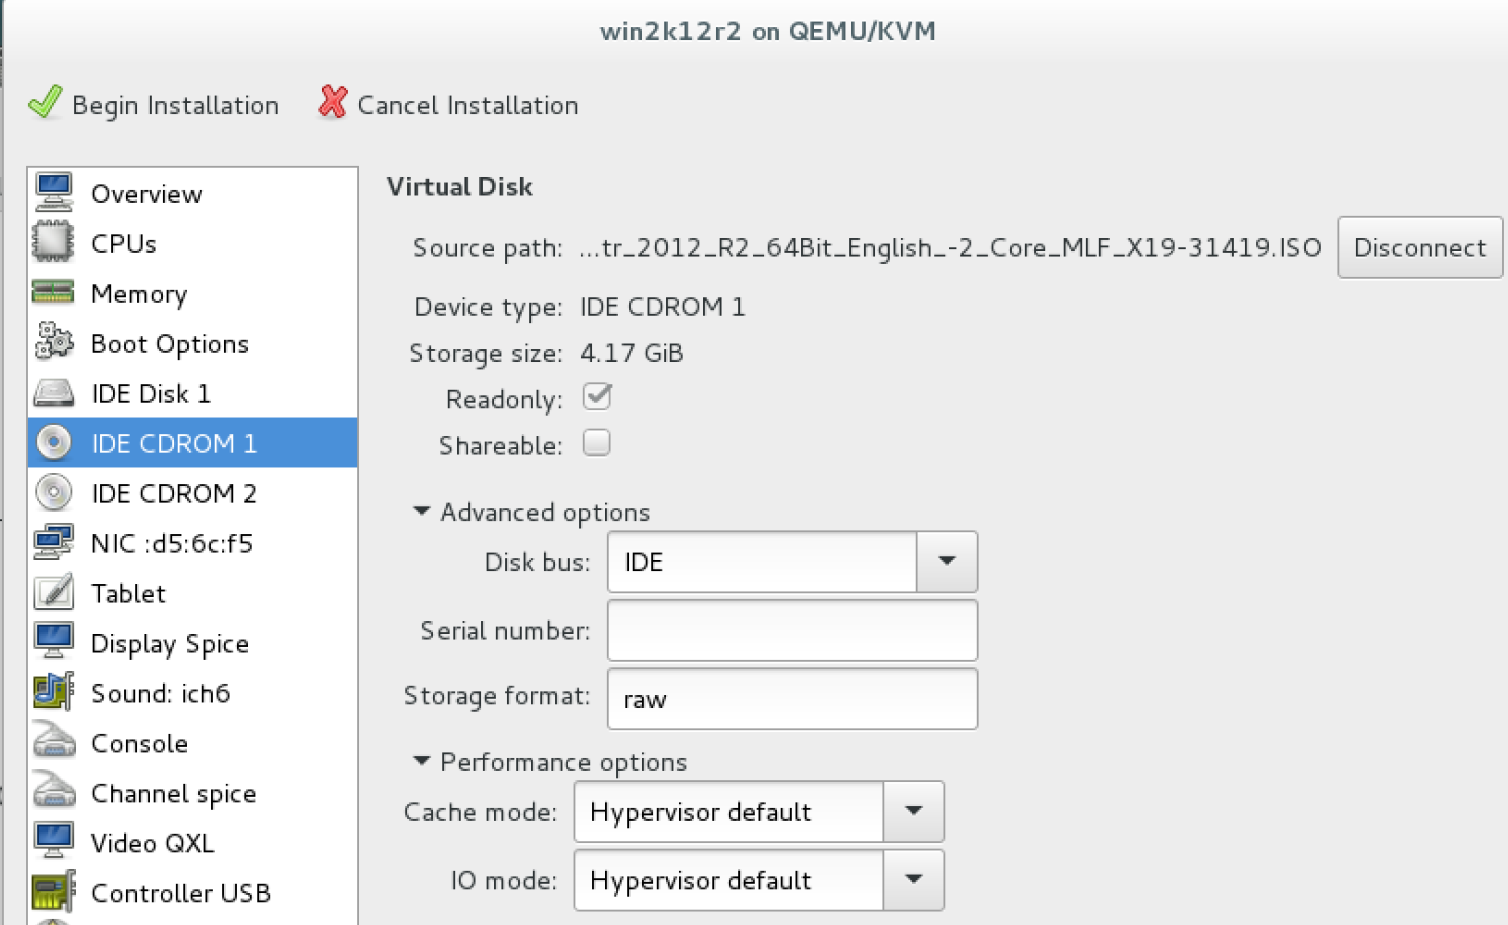 win2k12r2 on QEMU/KVM
Begin Installation
Cancel Installation
Overview
CPUs
Memory
Boot Options
IDE Disk 1
IDE CDROM 1
IDE CDROM 2
NIC :d5:6c:f5
Tablet
Display Spice
Sound: ich6
Console
Channel spice
Video QXL
Controller USB
Virtual Disk
Source path: ...tr_2012_R2_64Bit_English_-2_Core_MLF_X19-31419.ISO Disconnect
Device type: IDE CDROM 1
Storage size: 4.17 GiB
Readonly:
Shareable:
Advanced options
Disk bus: IDE
Serial number:
Storage format: raw
Performance options
Cache mode: Hypervisor default
IO mode: Hypervisor default